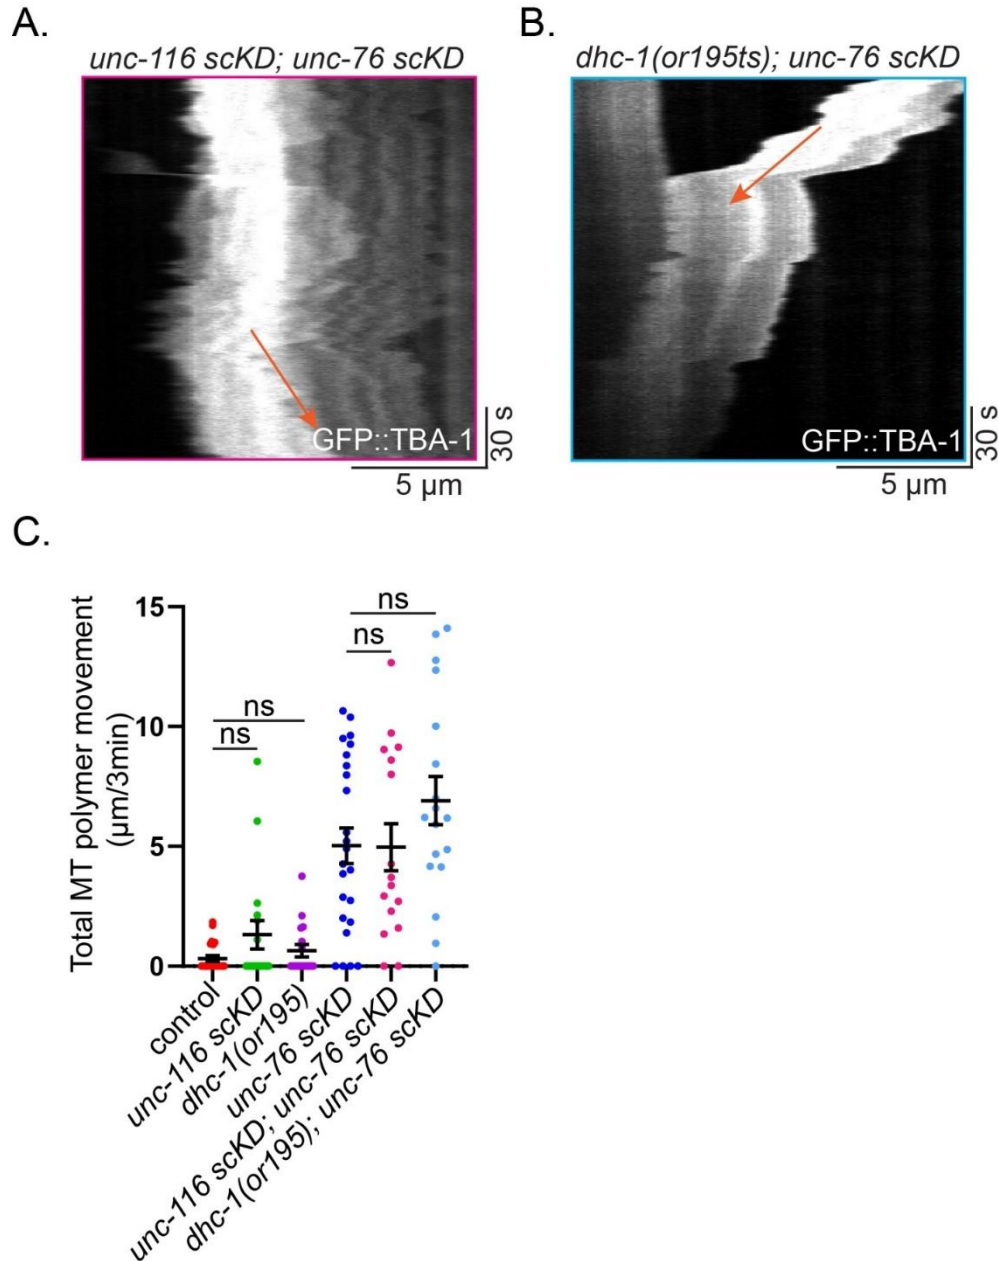 A.
unc-116 scKD; unc-76 scKD
GFP::TBA-1
30 s
5 µm
B.
dhc-1(or195ts); unc-76 scKD
GFP::TBA-1
30 s
5 µm
C.
Total MT polymer movement
(µm/3min)
15
10
5
0
ns
ns
ns
ns
control
unc-116 scKD
dhc-1(or195)
unc-76 scKD
unc-116 scKD; unc-76 scKD
dhc-1(or195); unc-76 scKD